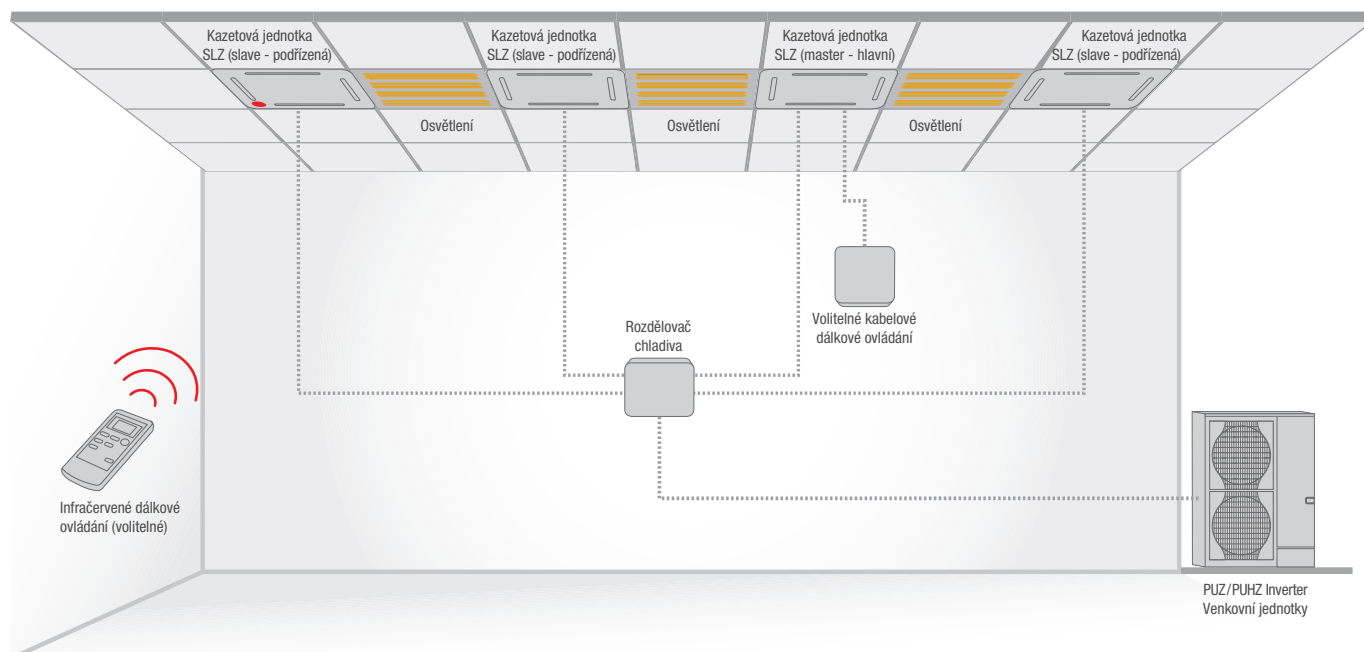 Kazetová jednotka
SLZ (slave - podřízená)
Kazetová jednotka
SLZ (slave - podřízená)
Kazetová jednotka
SLZ (master - hlavní)
Kazetová jednotka
SLZ (slave - podřízená)
Osvětlení
Osvětlení
Osvětlení
Volitelné kabelové
dálkové ovládání
Rozdělovač
chladiva
Infračervené dálkové
ovládání (volitelné)
PUZ/PUHZ Inverter
Venkovní jednotky